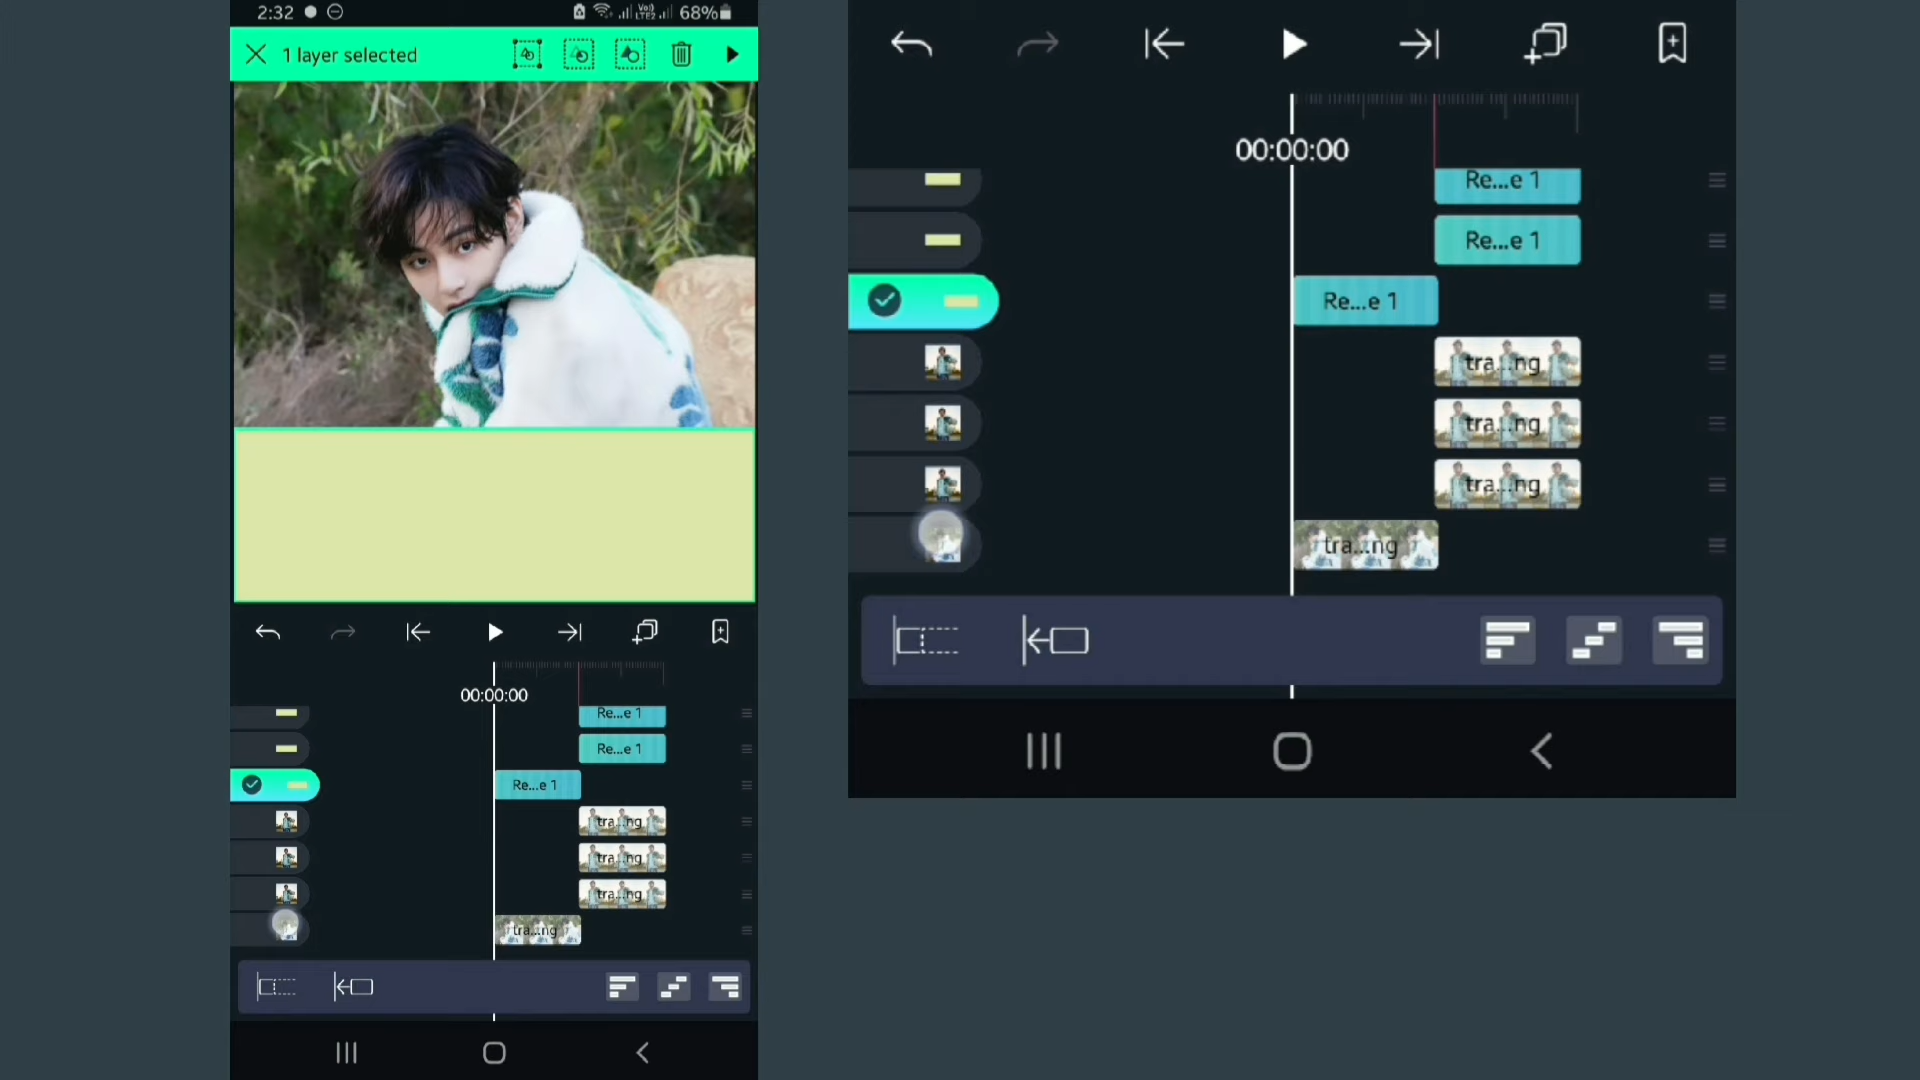 2:32
Vo)) LTE2 68%
1 layer selected
00:00:00
Re...e 1
Re...e 1
Re...e 1
tra...ng
tra...ng
tra...ng
tra...ng
00:00:00
Re...e 1
Re...e 1
Re...e 1
tra...ng
tra...ng
tra...ng
tra...ng